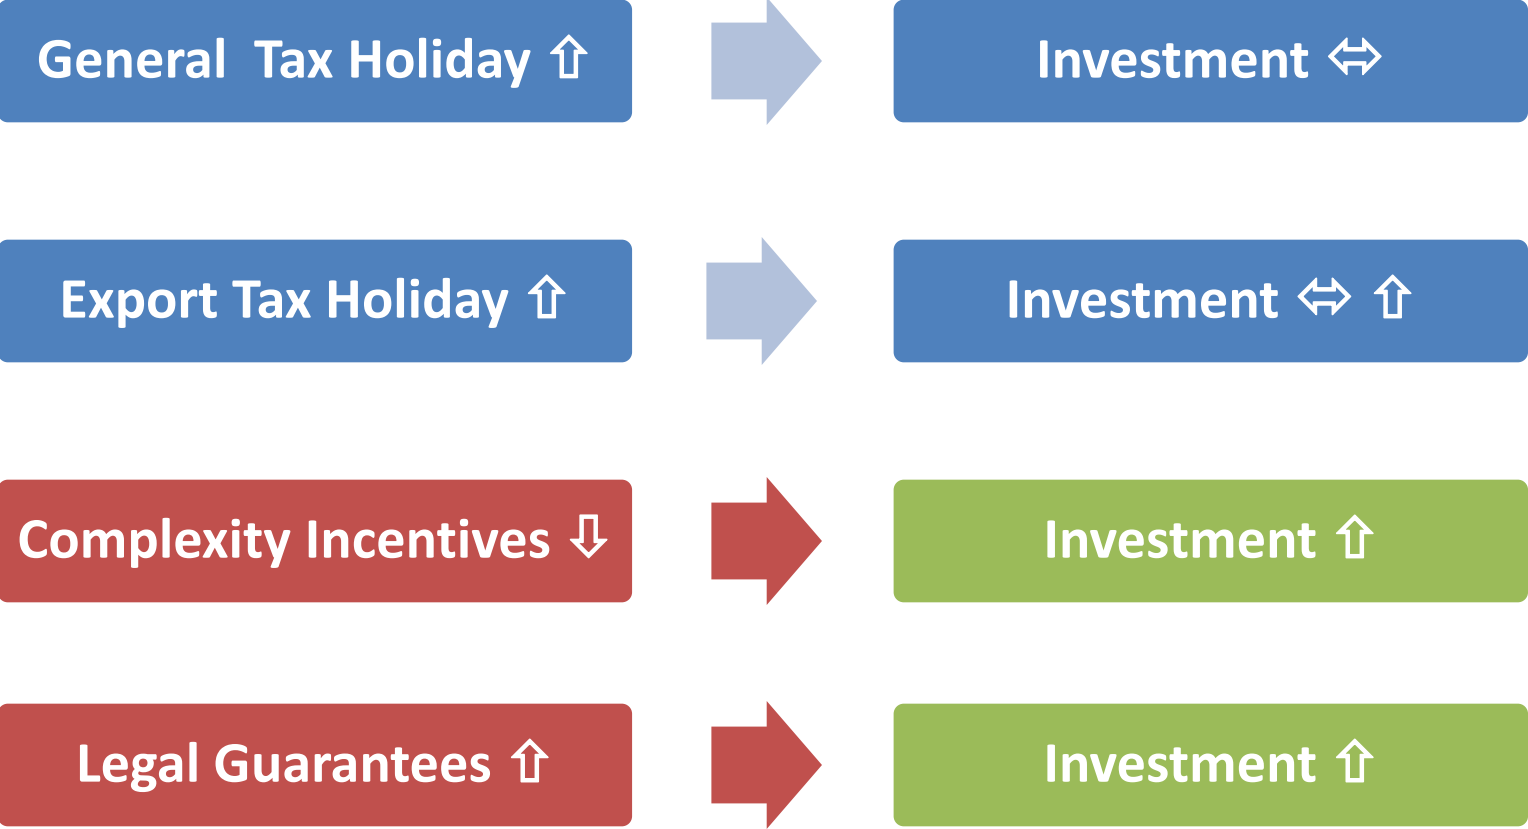 General Tax Holiday ⇧
Investment ⬄
Export Tax Holiday ⇧
Investment ⬄ ⇧
Complexity Incentives ⇩
Investment ⇧
Legal Guarantees ⇧
Investment ⇧